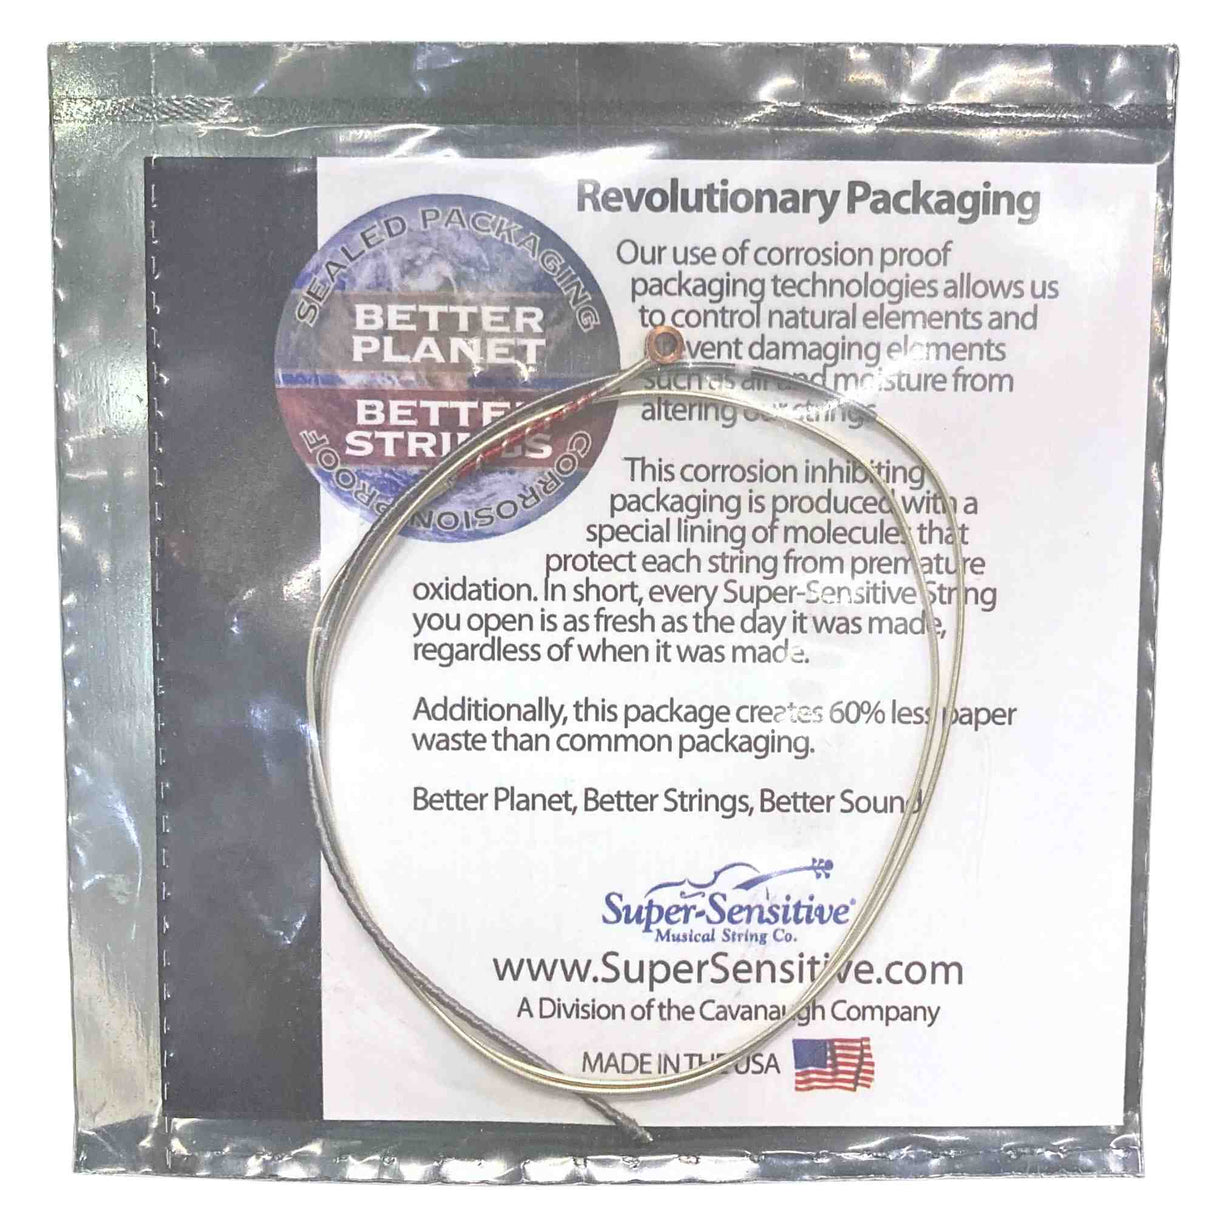 SEALED PACKAGING
BETTER
PLANET
BETTER
STRINGS
CORROSION PROOF
Revolutionary Packaging
Our use of corrosion proof
packaging technologies allows us
to control natural elements and
prevent damaging elements
such as air and moisture from
altering our strings
This corrosion inhibiting
packaging is produced with a
special lining of molecules that
protect each string from premature
oxidation. In short, every Super-Sensitive String
you open is as fresh as the day it was made,
regardless of when it was made.
Additionally, this package creates 60% less paper
waste than common packaging.
Better Planet, Better Strings, Better Sound
Super-Sensitive®
Musical String Co.
www.SuperSensitive.com
A Division of the Cavanaugh Company
MADE IN THE USA